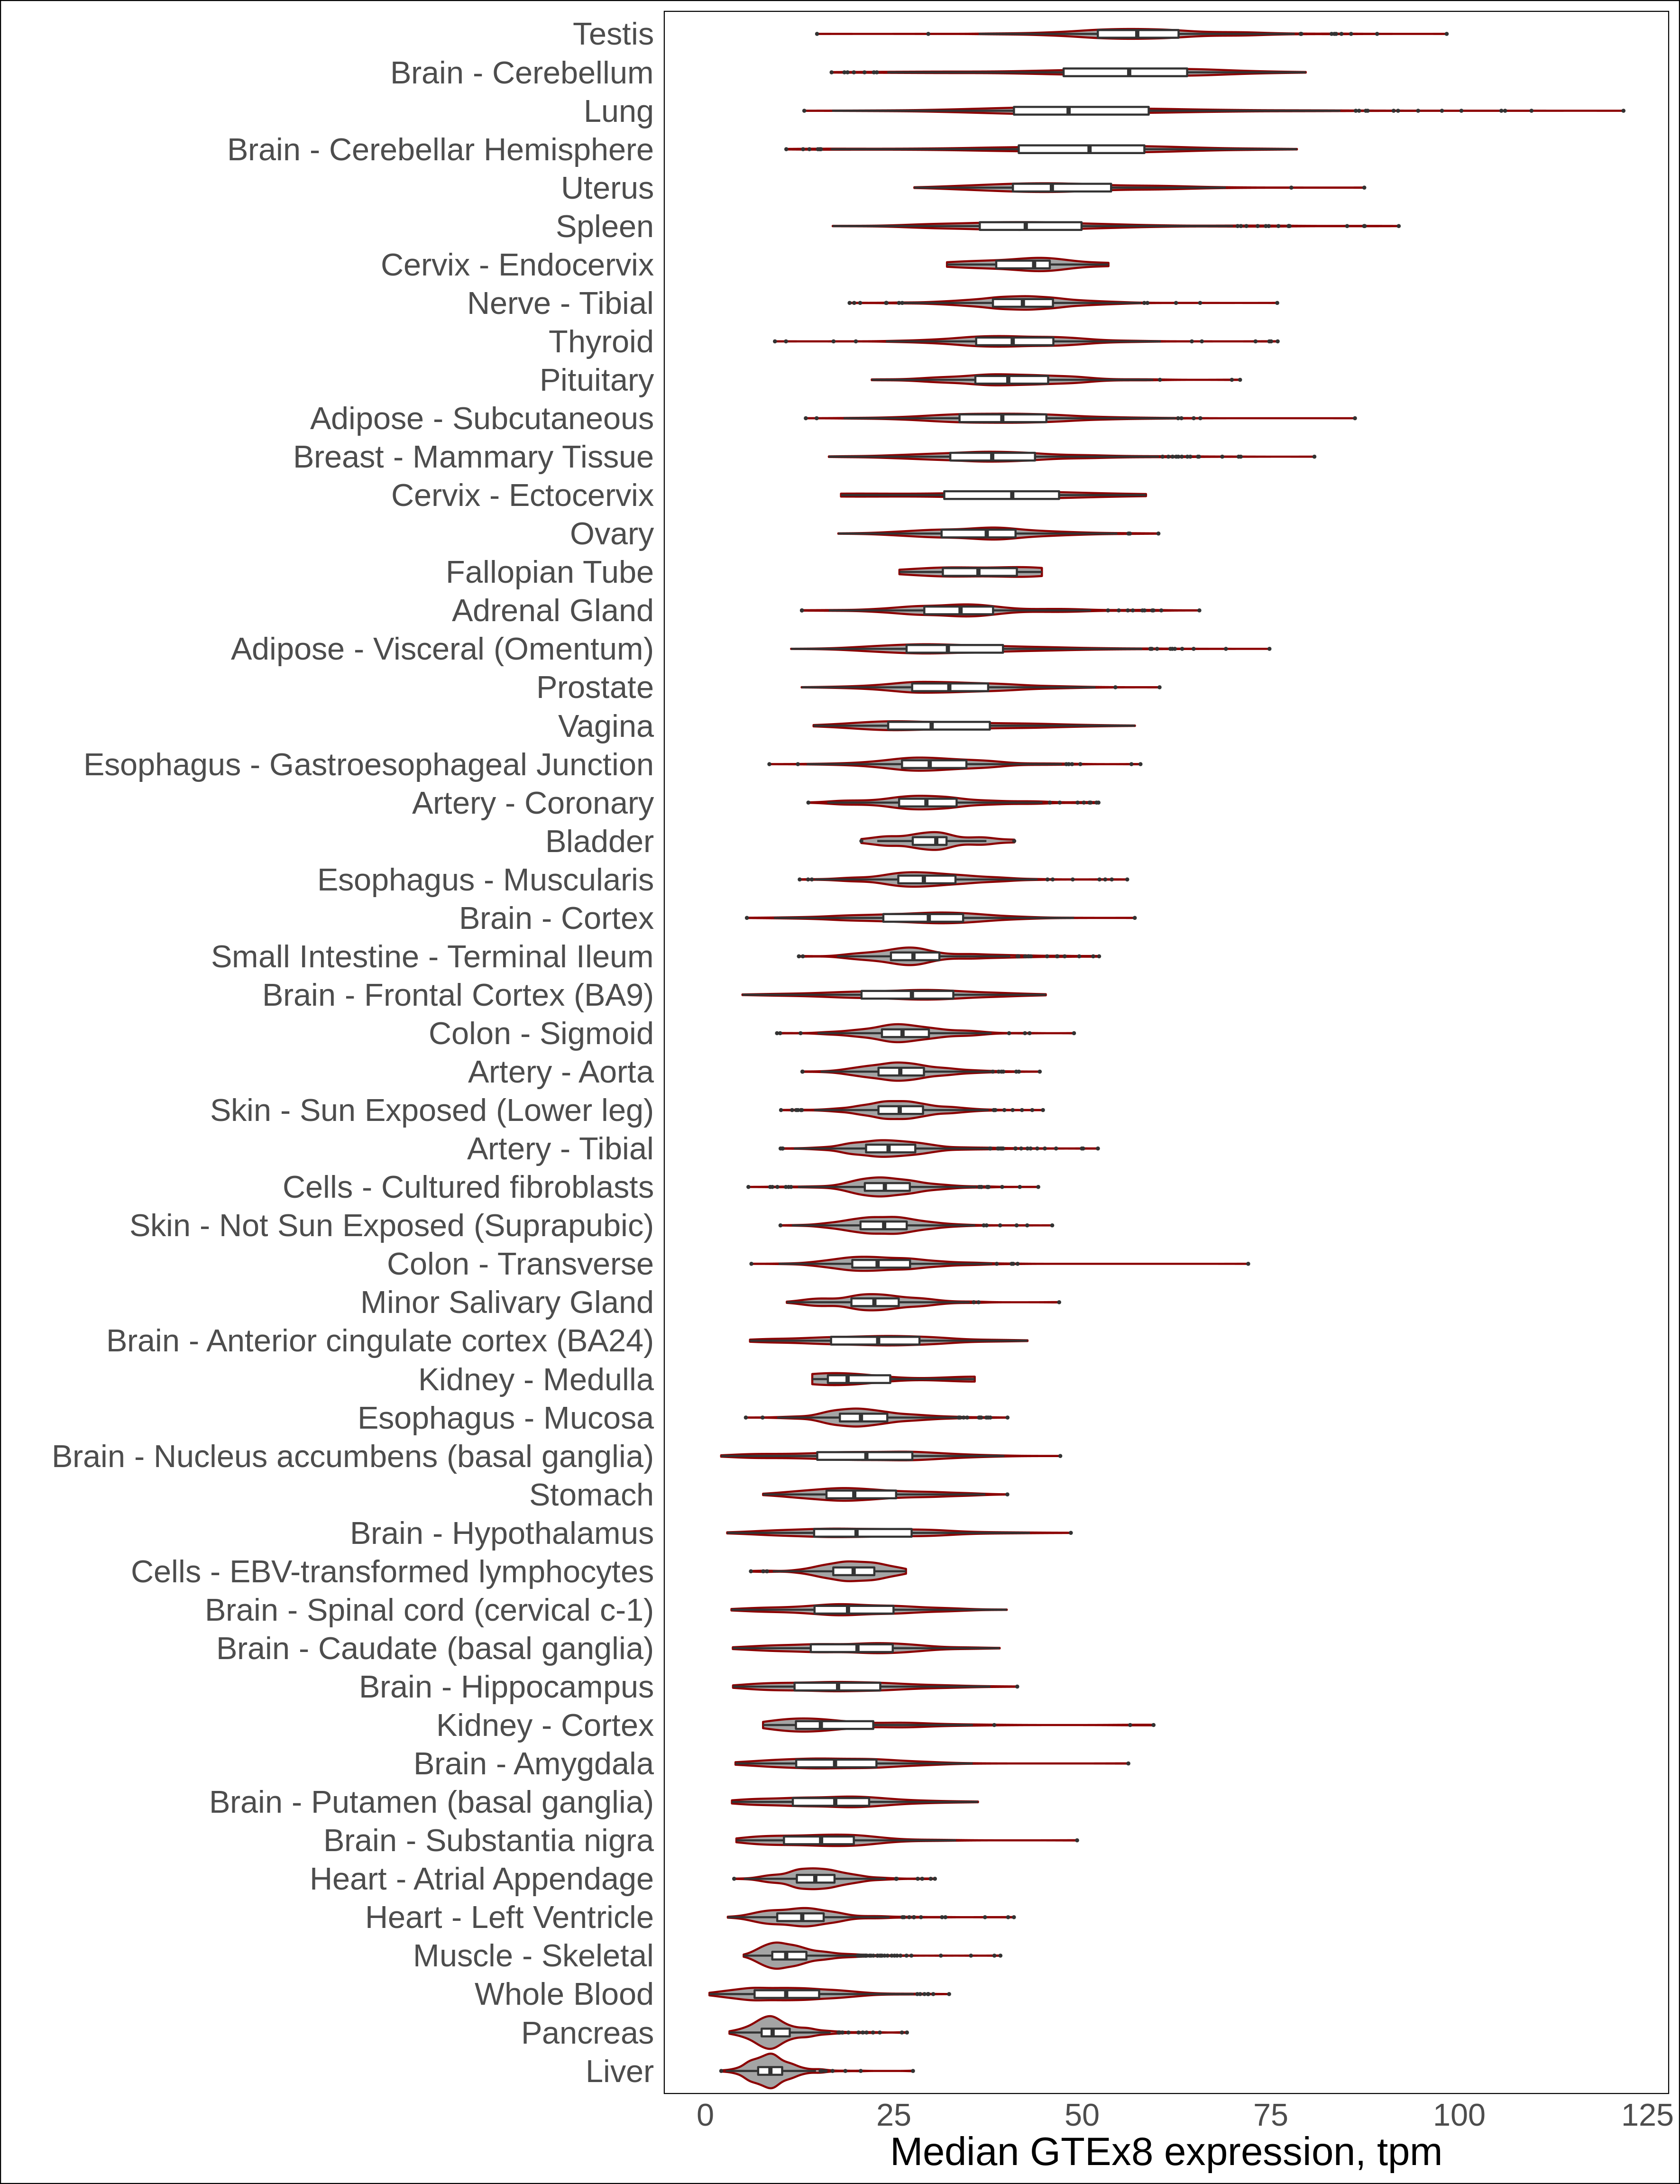 Testis
Brain - Cerebellum
Lung
Brain - Cerebellar Hemisphere
Uterus
Spleen
Cervix - Endocervix
Nerve - Tibial
Thyroid
Pituitary
Adipose - Subcutaneous
Breast - Mammary Tissue
Cervix - Ectocervix
Ovary
Fallopian Tube
Adrenal Gland
Adipose - Visceral (Omentum)
Prostate
Vagina
Esophagus - Gastroesophageal Junction
Artery - Coronary
Bladder
Esophagus - Muscularis
Brain - Cortex
Small Intestine - Terminal Ileum
Brain - Frontal Cortex (BA9)
Colon - Sigmoid
Artery - Aorta
Skin - Sun Exposed (Lower leg)
Artery - Tibial
Cells - Cultured fibroblasts
Skin - Not Sun Exposed (Suprapubic)
Colon - Transverse
Minor Salivary Gland
Brain - Anterior cingulate cortex (BA24)
Kidney - Medulla
Esophagus - Mucosa
Brain - Nucleus accumbens (basal ganglia)
Stomach
Brain - Hypothalamus
Cells - EBV-transformed lymphocytes
Brain - Spinal cord (cervical c-1)
Brain - Caudate (basal ganglia)
Brain - Hippocampus
Kidney - Cortex
Brain - Amygdala
Brain - Putamen (basal ganglia)
Brain - Substantia nigra
Heart - Atrial Appendage
Heart - Left Ventricle
Muscle - Skeletal
Whole Blood
Pancreas
Liver
0 25 50 75 100 125
Median GTEx8 expression, tpm